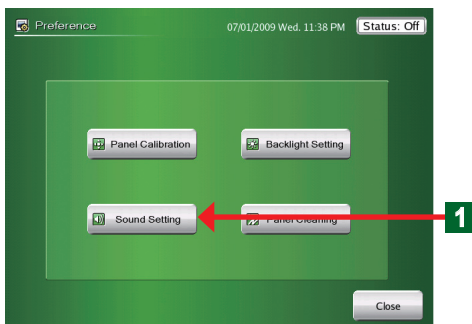 Preference
07/01/2009 Wed. 11:38 PM
Status: Off
Panel Calibration
Backlight Setting
Sound Setting
Panel Cleaning
1
Close